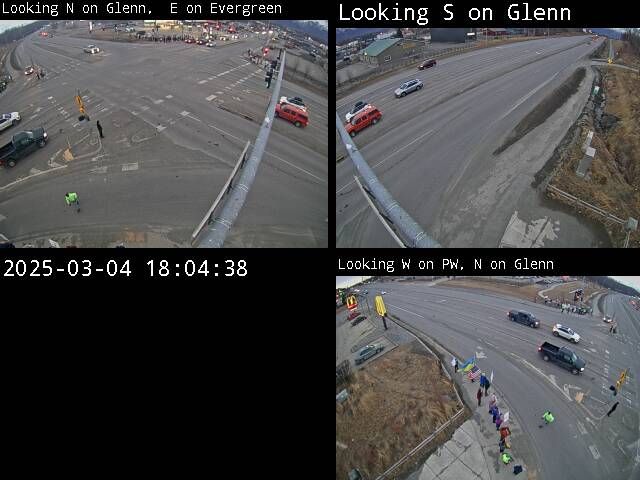 Looking N on Glenn, E on Evergreen
Looking S on Glenn
2025-03-04 18:04:38
Looking W on PW, N on Glenn